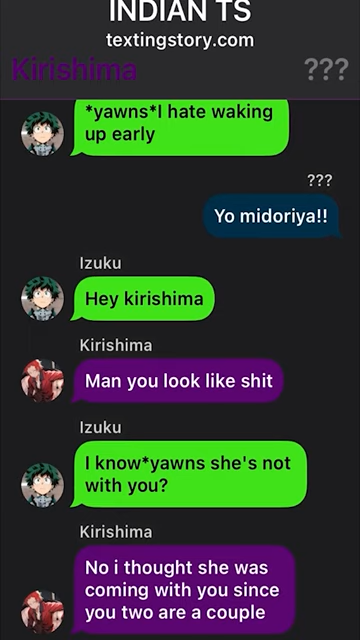 INDIAN TS
textingstory.com
Kirishima
???
*yawns*I hate waking
up early
???
Yo midoriya!!
Izuku
Hey kirishima
Kirishima
Man you look like shit
Izuku
I know*yawns she's not
with you?
Kirishima
No i thought she was
coming with you since
you two are a couple